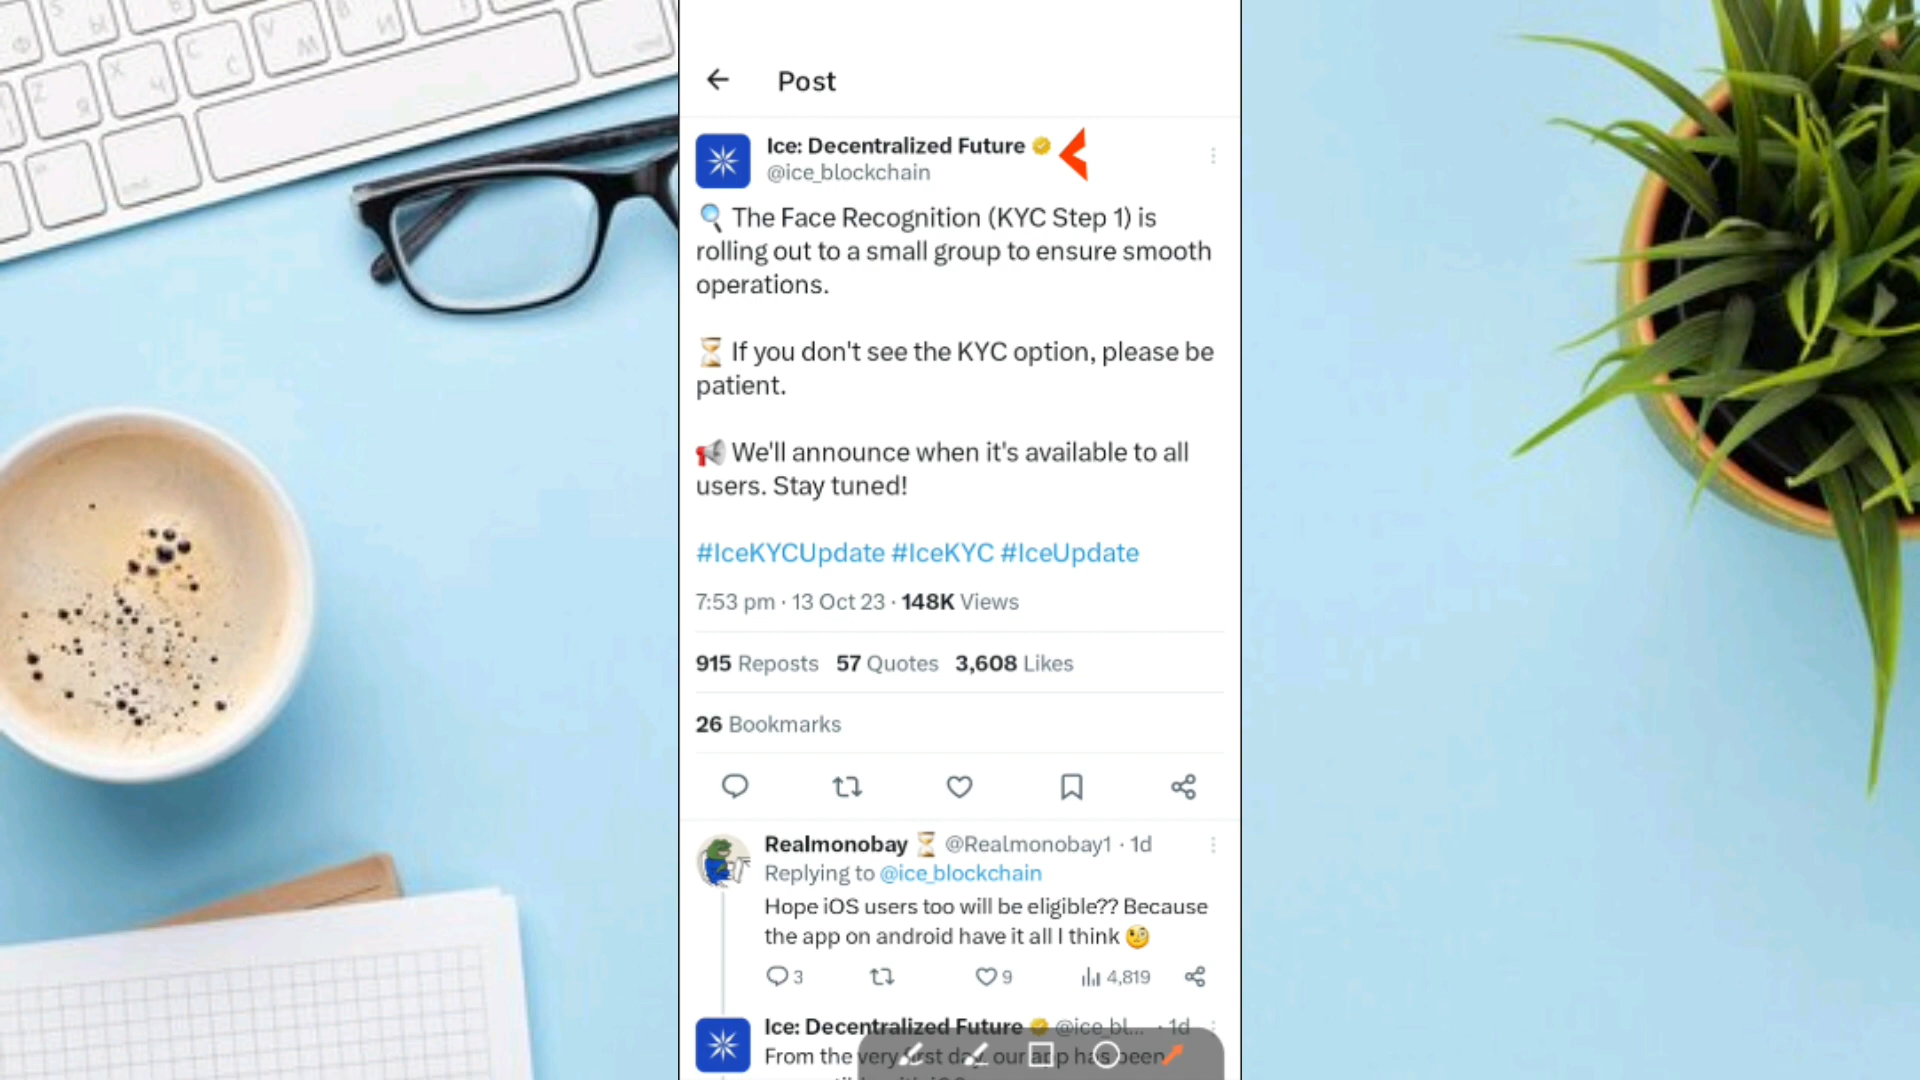 Post
Ice: Decentralized Future
@ice_blockchain
The Face Recognition (KYC Step 1) is
rolling out to a small group to ensure smooth
operations.
If you don't see the KYC option, please be
patient.
We'll announce when it's available to all
users. Stay tuned!
#IceKYCUpdate #IceKYC #IceUpdate
7:53 pm · 13 Oct 23 · 148K Views
915 Reposts 57 Quotes 3,608 Likes
26 Bookmarks
Realmonobay @Realmonobay1 · 1d
Replying to @ice_blockchain
Hope iOS users too will be eligible?? Because
the app on android have it all I think
3 9 4,819
Ice: Decentralized Future @ice_bl... · 1d
From the very first day, our app has been